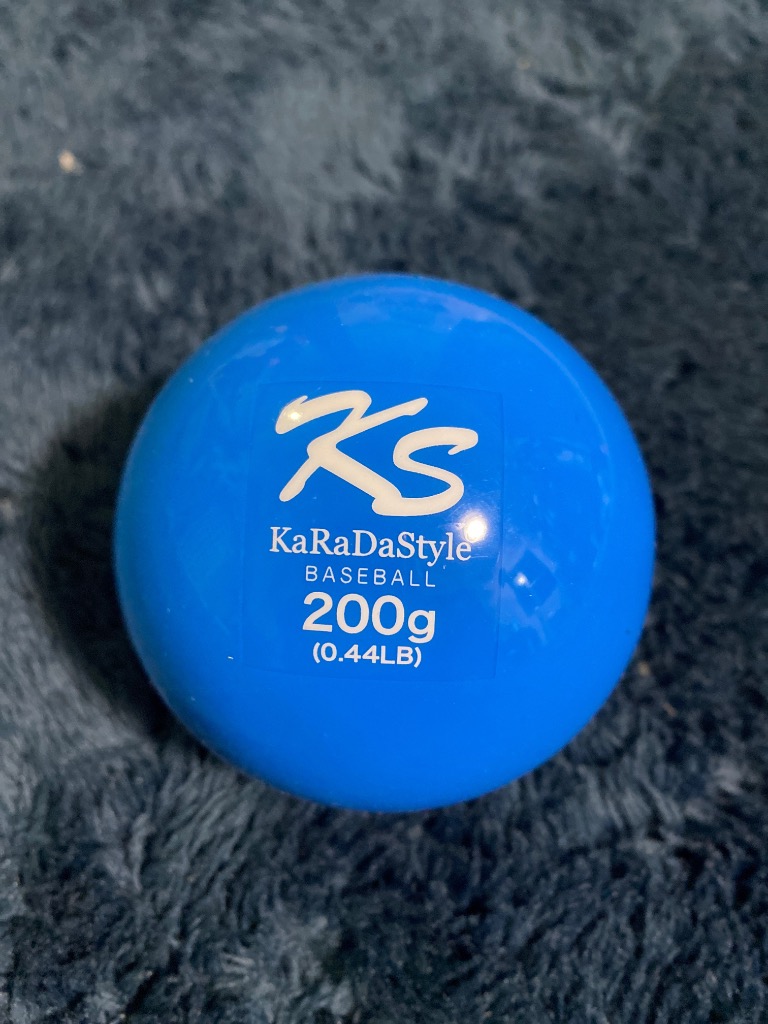 KS
KaRaDaStyle
BASEBALL
200g
(0.44LB)